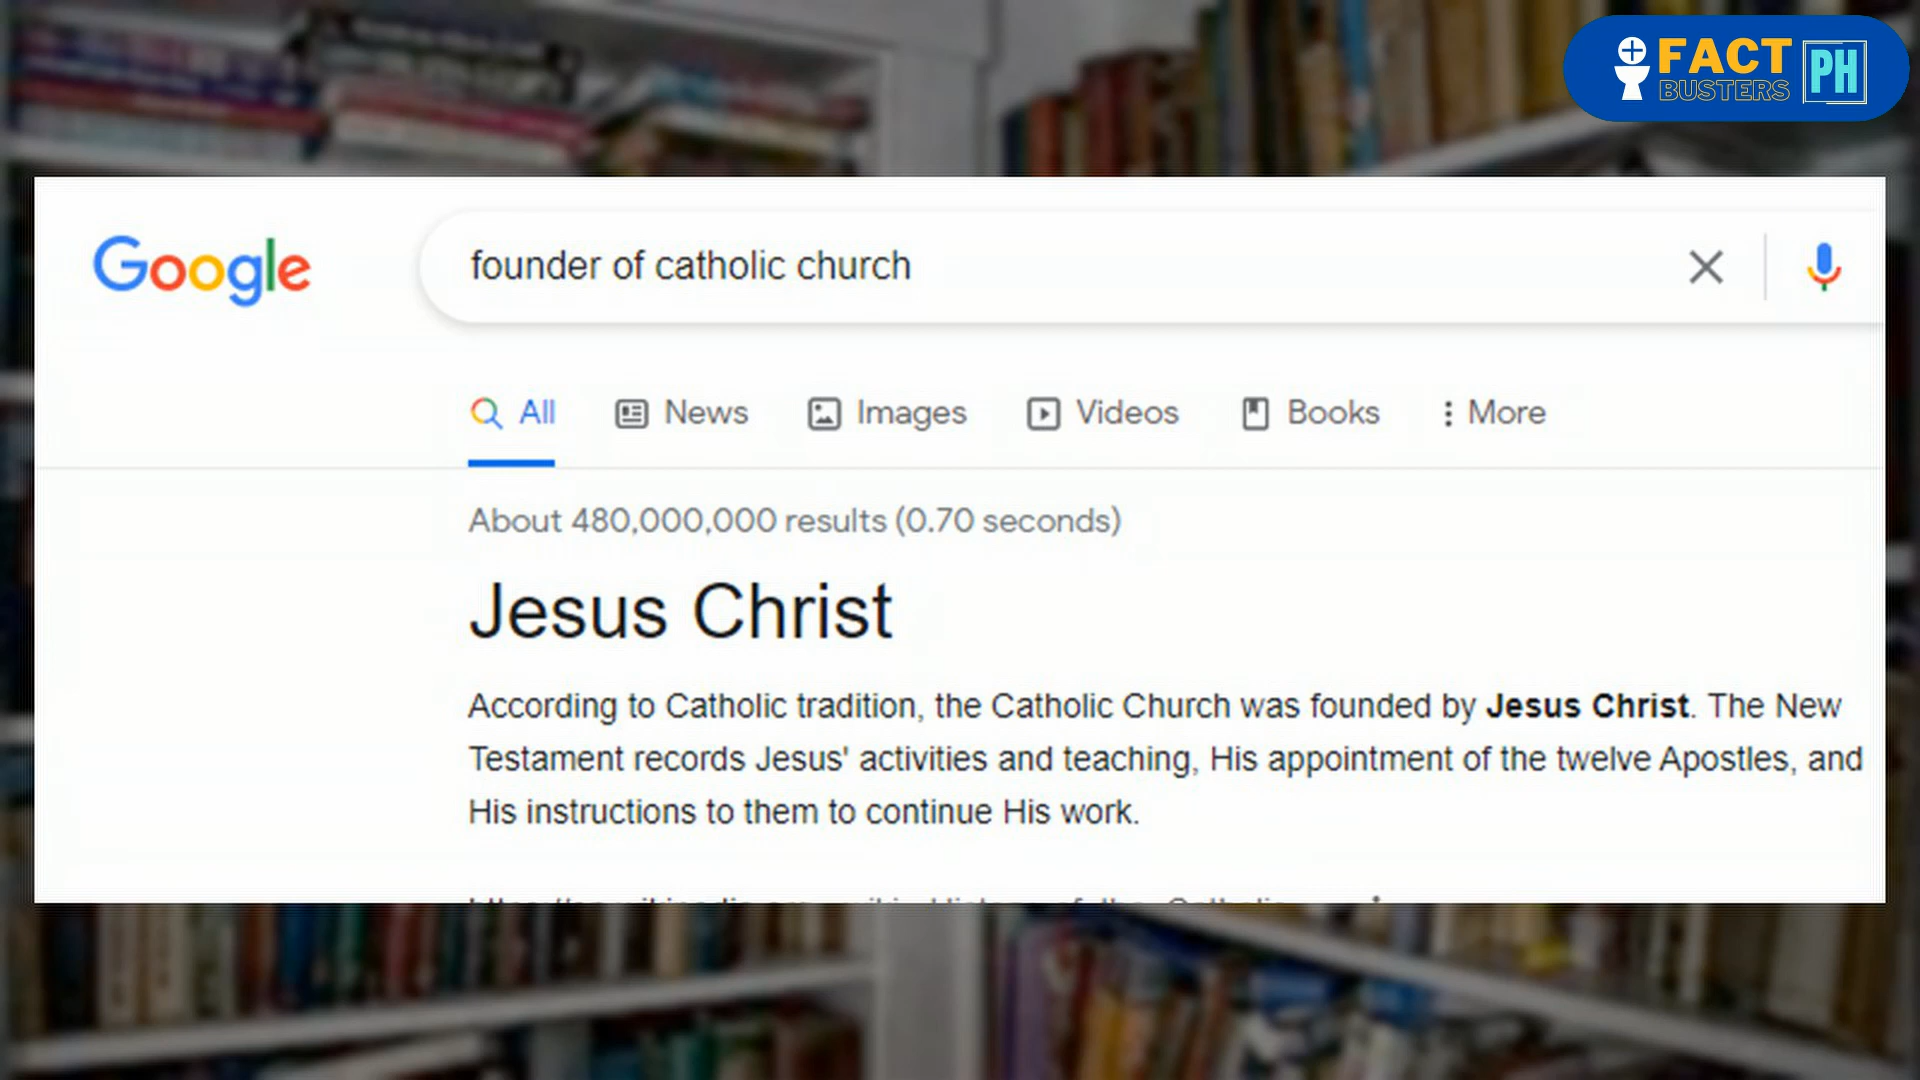 FACT
BUSTERS
PH
Google
founder of catholic church
All
News
Images
Videos
Books
More
About 480,000,000 results (0.70 seconds)
Jesus Christ
According to Catholic tradition, the Catholic Church was founded by Jesus Christ. The New
Testament records Jesus' activities and teaching, His appointment of the twelve Apostles, and
His instructions to them to continue His work.